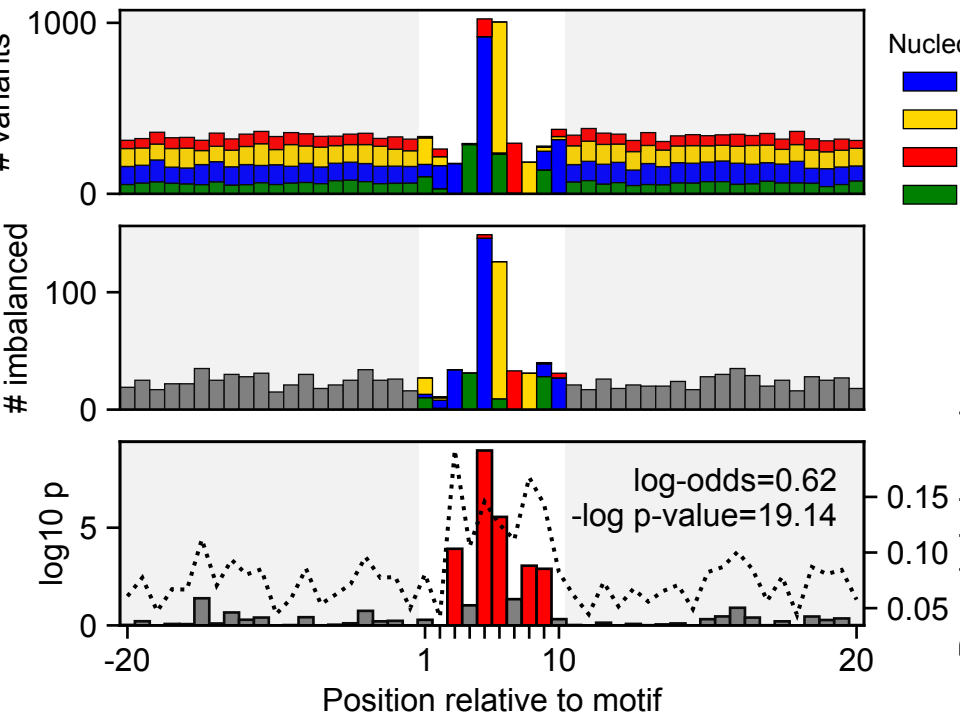 1000
0
# variants
Nucleo
100
0
# imbalanced
log-odds=0.62
-log p-value=19.14
5
0
log10 p
0.15
0.10
0.05
-20
1
10
20
Position relative to motif